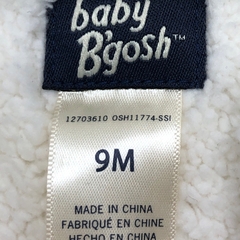 baby
B'gosh™
12703610 OSH11774-SSI
9M
MADE IN CHINA
FABRIQUÉ EN CHINE
HECHO EN CHINA